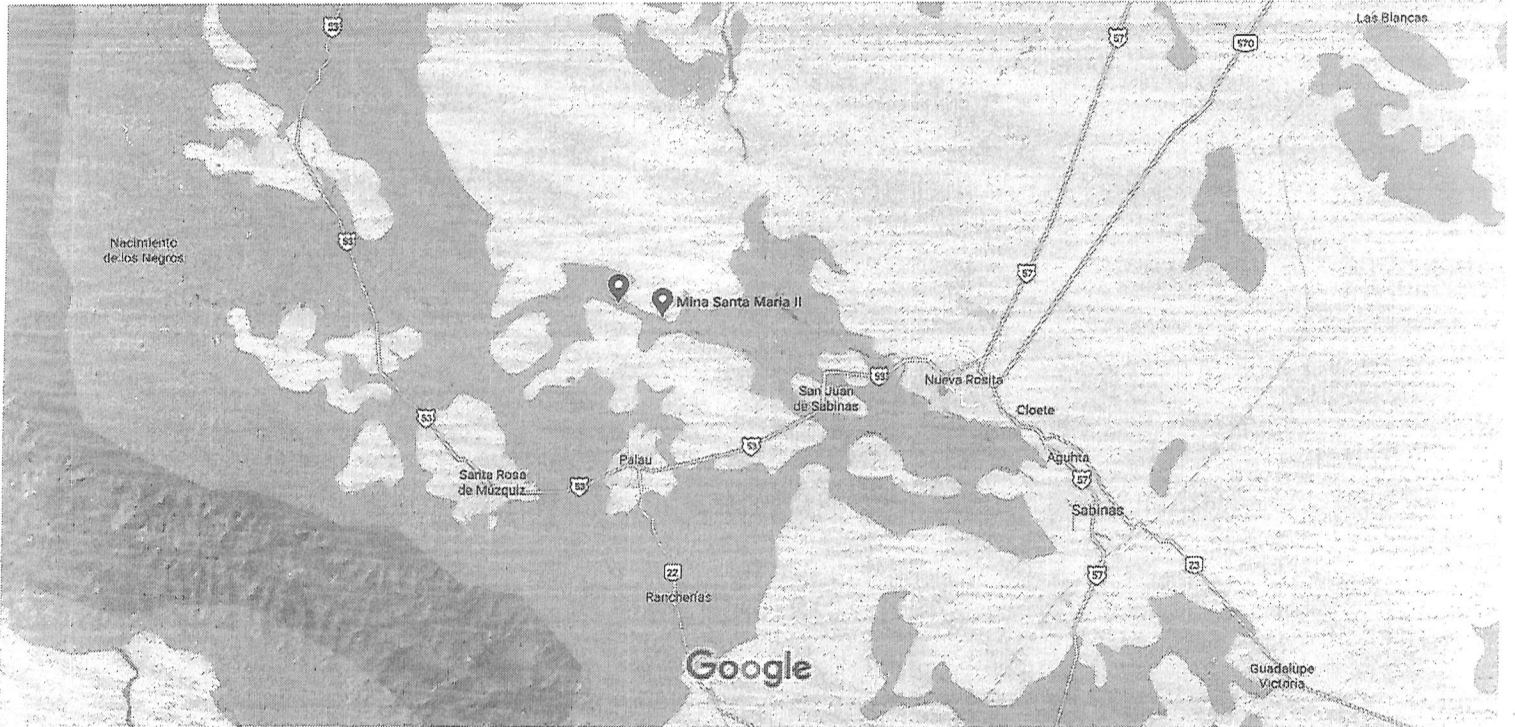 Las Blancas
53
57
570
Nacimiento
de los Negros
53
57
Mina Santa Maria II
53
Nueva Rosita
San Juan
de Sabinas
Cloete
53
53
Palau
Agujita
Santa Rosa
de Múzquiz
53
57
Sabinas
22
57
23
Rancherías
Google
Guadalupe
Victoria